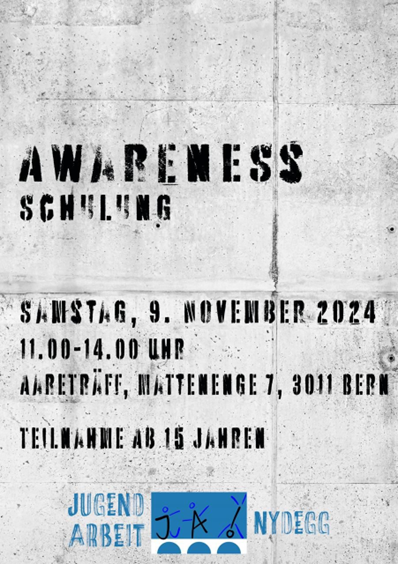 AWARENESS
SCHULUNG
SAMSTAG, 9. NOVEMBER 2024
11.00-14.00 UHR
AARETRÄFF, MATTENENGE 7, 3011 BERN
TEILNAHME AB 15 JAHREN
JUGEND
ARBEIT
JA!
NYDEGG